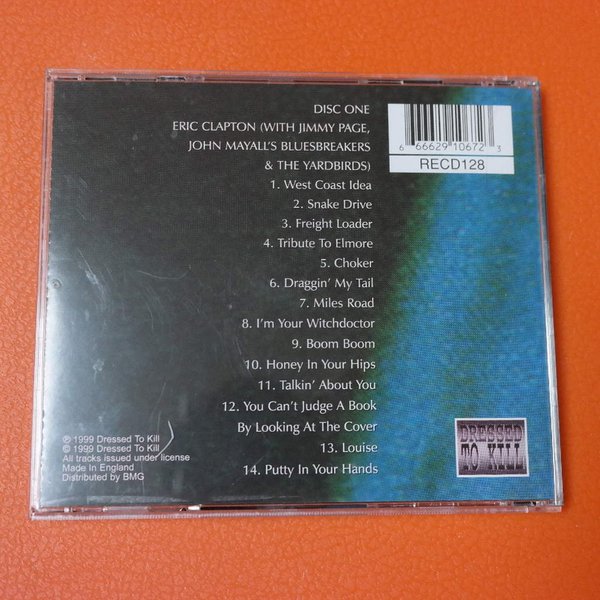 DISC ONE
ERIC CLAPTON (WITH JIMMY PAGE,
JOHN MAYALL'S BLUESBREAKERS
& THE YARDBIRDS)
1. West Coast Idea
2. Snake Drive
3. Freight Loader
4. Tribute To Elmore
5. Choker
6. Draggin' My Tail
7. Miles Road
8. I'm Your Witchdoctor
9. Boom Boom
10. Honey In Your Hips
11. Talkin' About You
12. You Can't Judge A Book
By Looking At The Cover
13. Louise
14. Putty In Your Hands
6 66629 10672 3
RECD128
℗ 1999 Dressed To Kill
© 1999 Dressed To Kill
All tracks issued under license
Made In England
Distributed by BMG
DRESSED
TO KILL